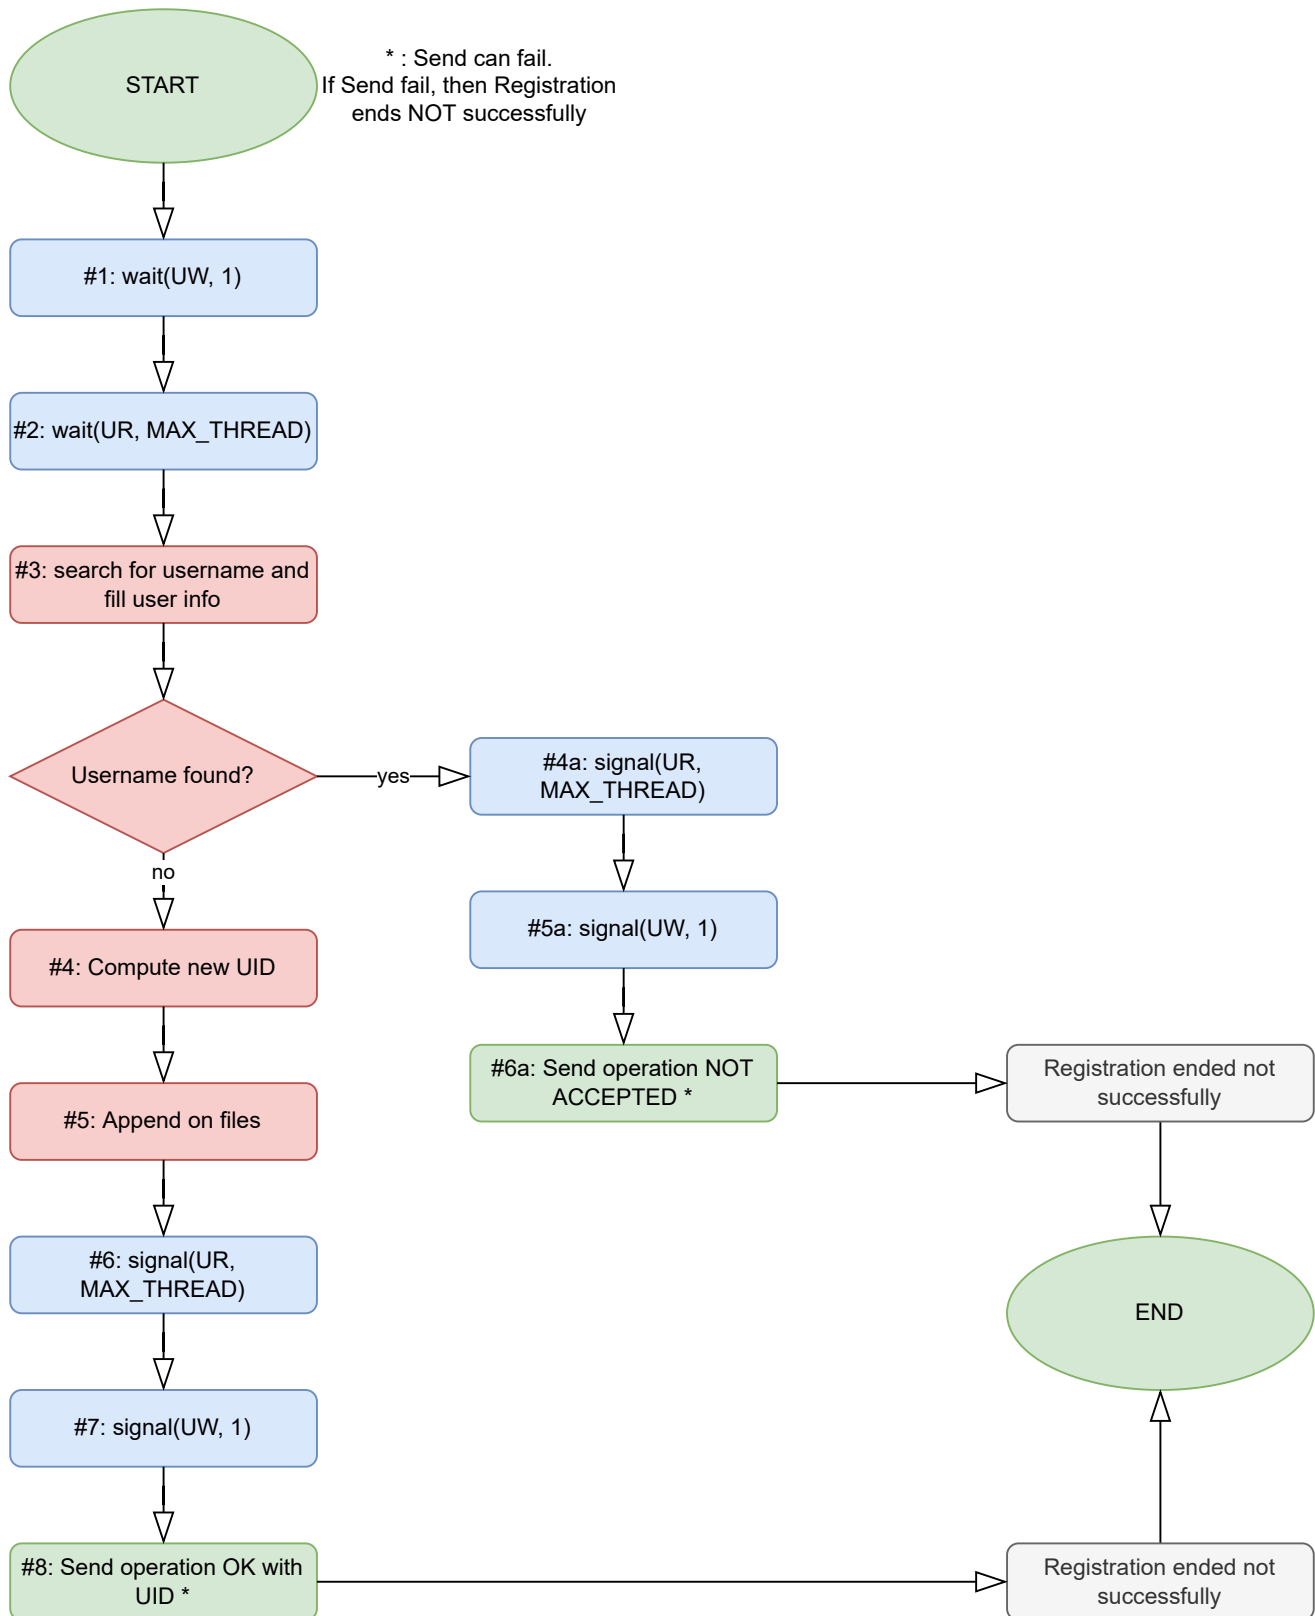 START
* : Send can fail.
If Send fail, then Registration
ends NOT successfully
#1: wait(UW, 1)
#2: wait(UR, MAX_THREAD)
#3: search for username and
fill user info
Username found?
yes
#4a: signal(UR,
MAX_THREAD)
no
#5a: signal(UW, 1)
#4: Compute new UID
#6a: Send operation NOT
ACCEPTED *
Registration ended not
successfully
#5: Append on files
#6: signal(UR,
MAX_THREAD)
END
#7: signal(UW, 1)
#8: Send operation OK with
UID *
Registration ended not
successfully